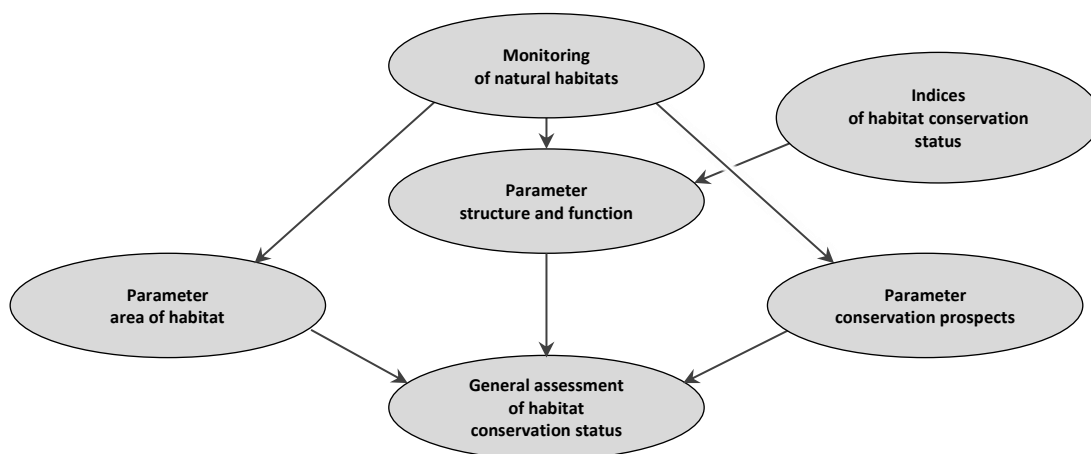 Monitoring
of natural habitats
Indices
of habitat conservation
status
Parameter
structure and function
Parameter
area of habitat
Parameter
conservation prospects
General assessment
of habitat
conservation status